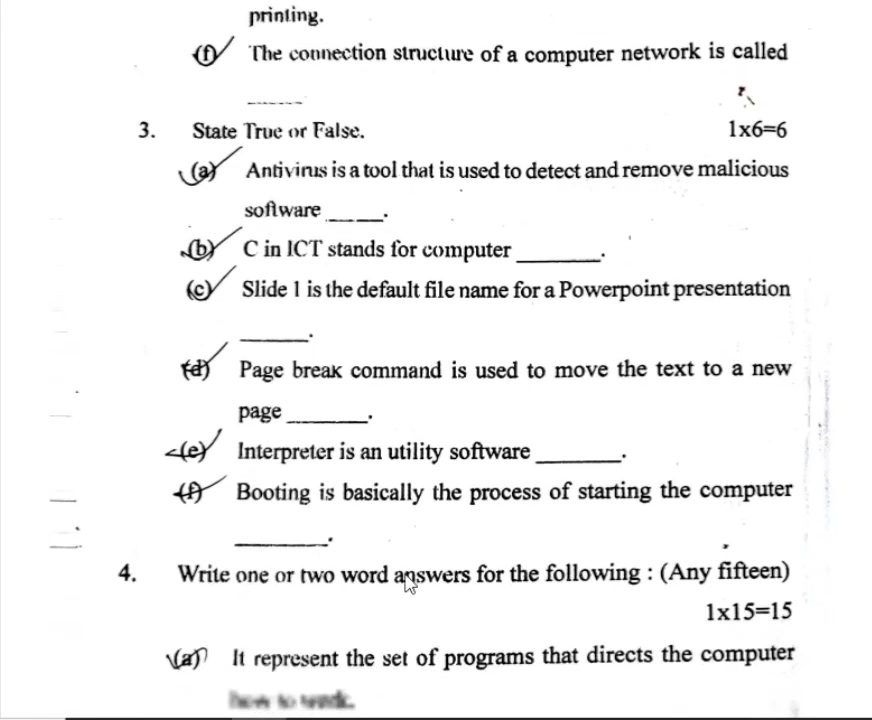 printing.
(f) The connection structure of a computer network is called
______
3. State True or False. 1x6=6
(a) Antivirus is a tool that is used to detect and remove malicious
software ______.
(b) C in ICT stands for computer ________.
(c) Slide 1 is the default file name for a Powerpoint presentation
_______.
(d) Page break command is used to move the text to a new
page ________.
(e) Interpreter is an utility software ________.
(f) Booting is basically the process of starting the computer
_________.
4. Write one or two word answers for the following : (Any fifteen)
1x15=15
(a) It represent the set of programs that directs the computer